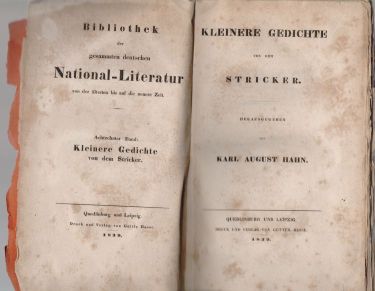 Bibliothek
der
gesammten deutschen
National-Literatur
von der ältesten bis auf die neuere Zeit.
Achtzehnter Band:
Kleinere Gedichte
von dem Stricker.
Quedlinburg und Leipzig.
Druck und Verlag von Gottfr. Basse.
1839.
KLEINERE GEDICHTE
VON DEM
STRICKER.
HERAUSGEGEBEN
VON
KARL AUGUST HAHN.
QUEDLINBURG UND LEIPZIG.
DRUCK UND VERLAG VON GOTTFR. BASSE.
1839.